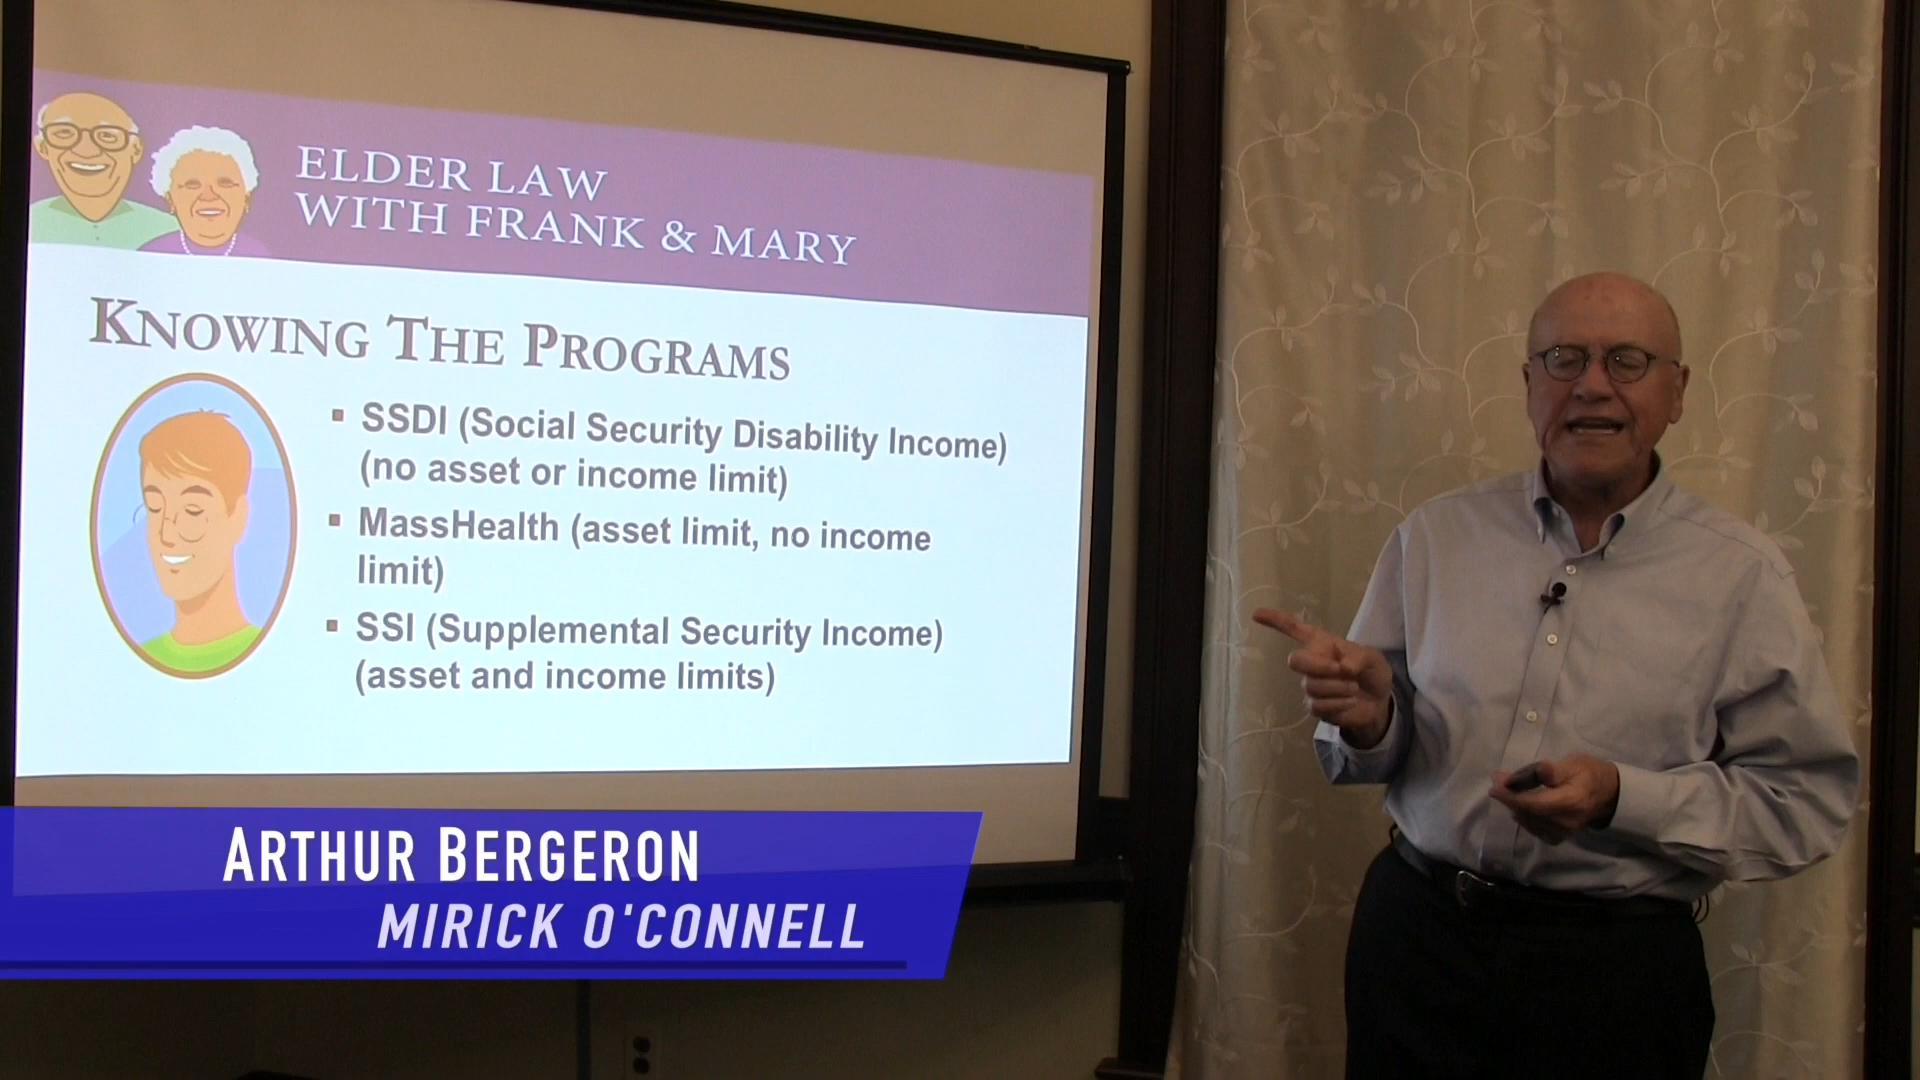 ELDER LAW
WITH FRANK & MARY
KNOWING THE PROGRAMS
▪ SSDI (Social Security Disability Income)
(no asset or income limit)
▪ MassHealth (asset limit, no income
limit)
▪ SSI (Supplemental Security Income)
(asset and income limits)
ARTHUR BERGERON
MIRICK O'CONNELL